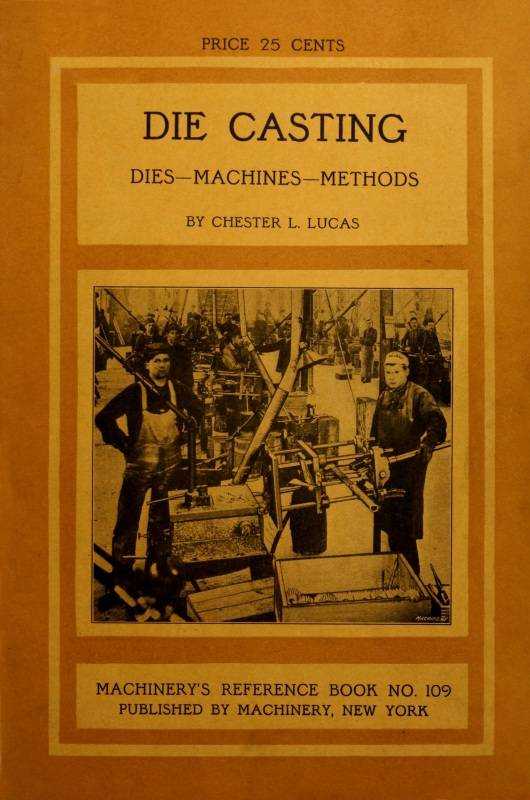 PRICE 25 CENTS
DIE CASTING
DIES—MACHINES—METHODS
BY CHESTER L. LUCAS
MACHINERY'S REFERENCE BOOK NO. 109
PUBLISHED BY MACHINERY, NEW YORK